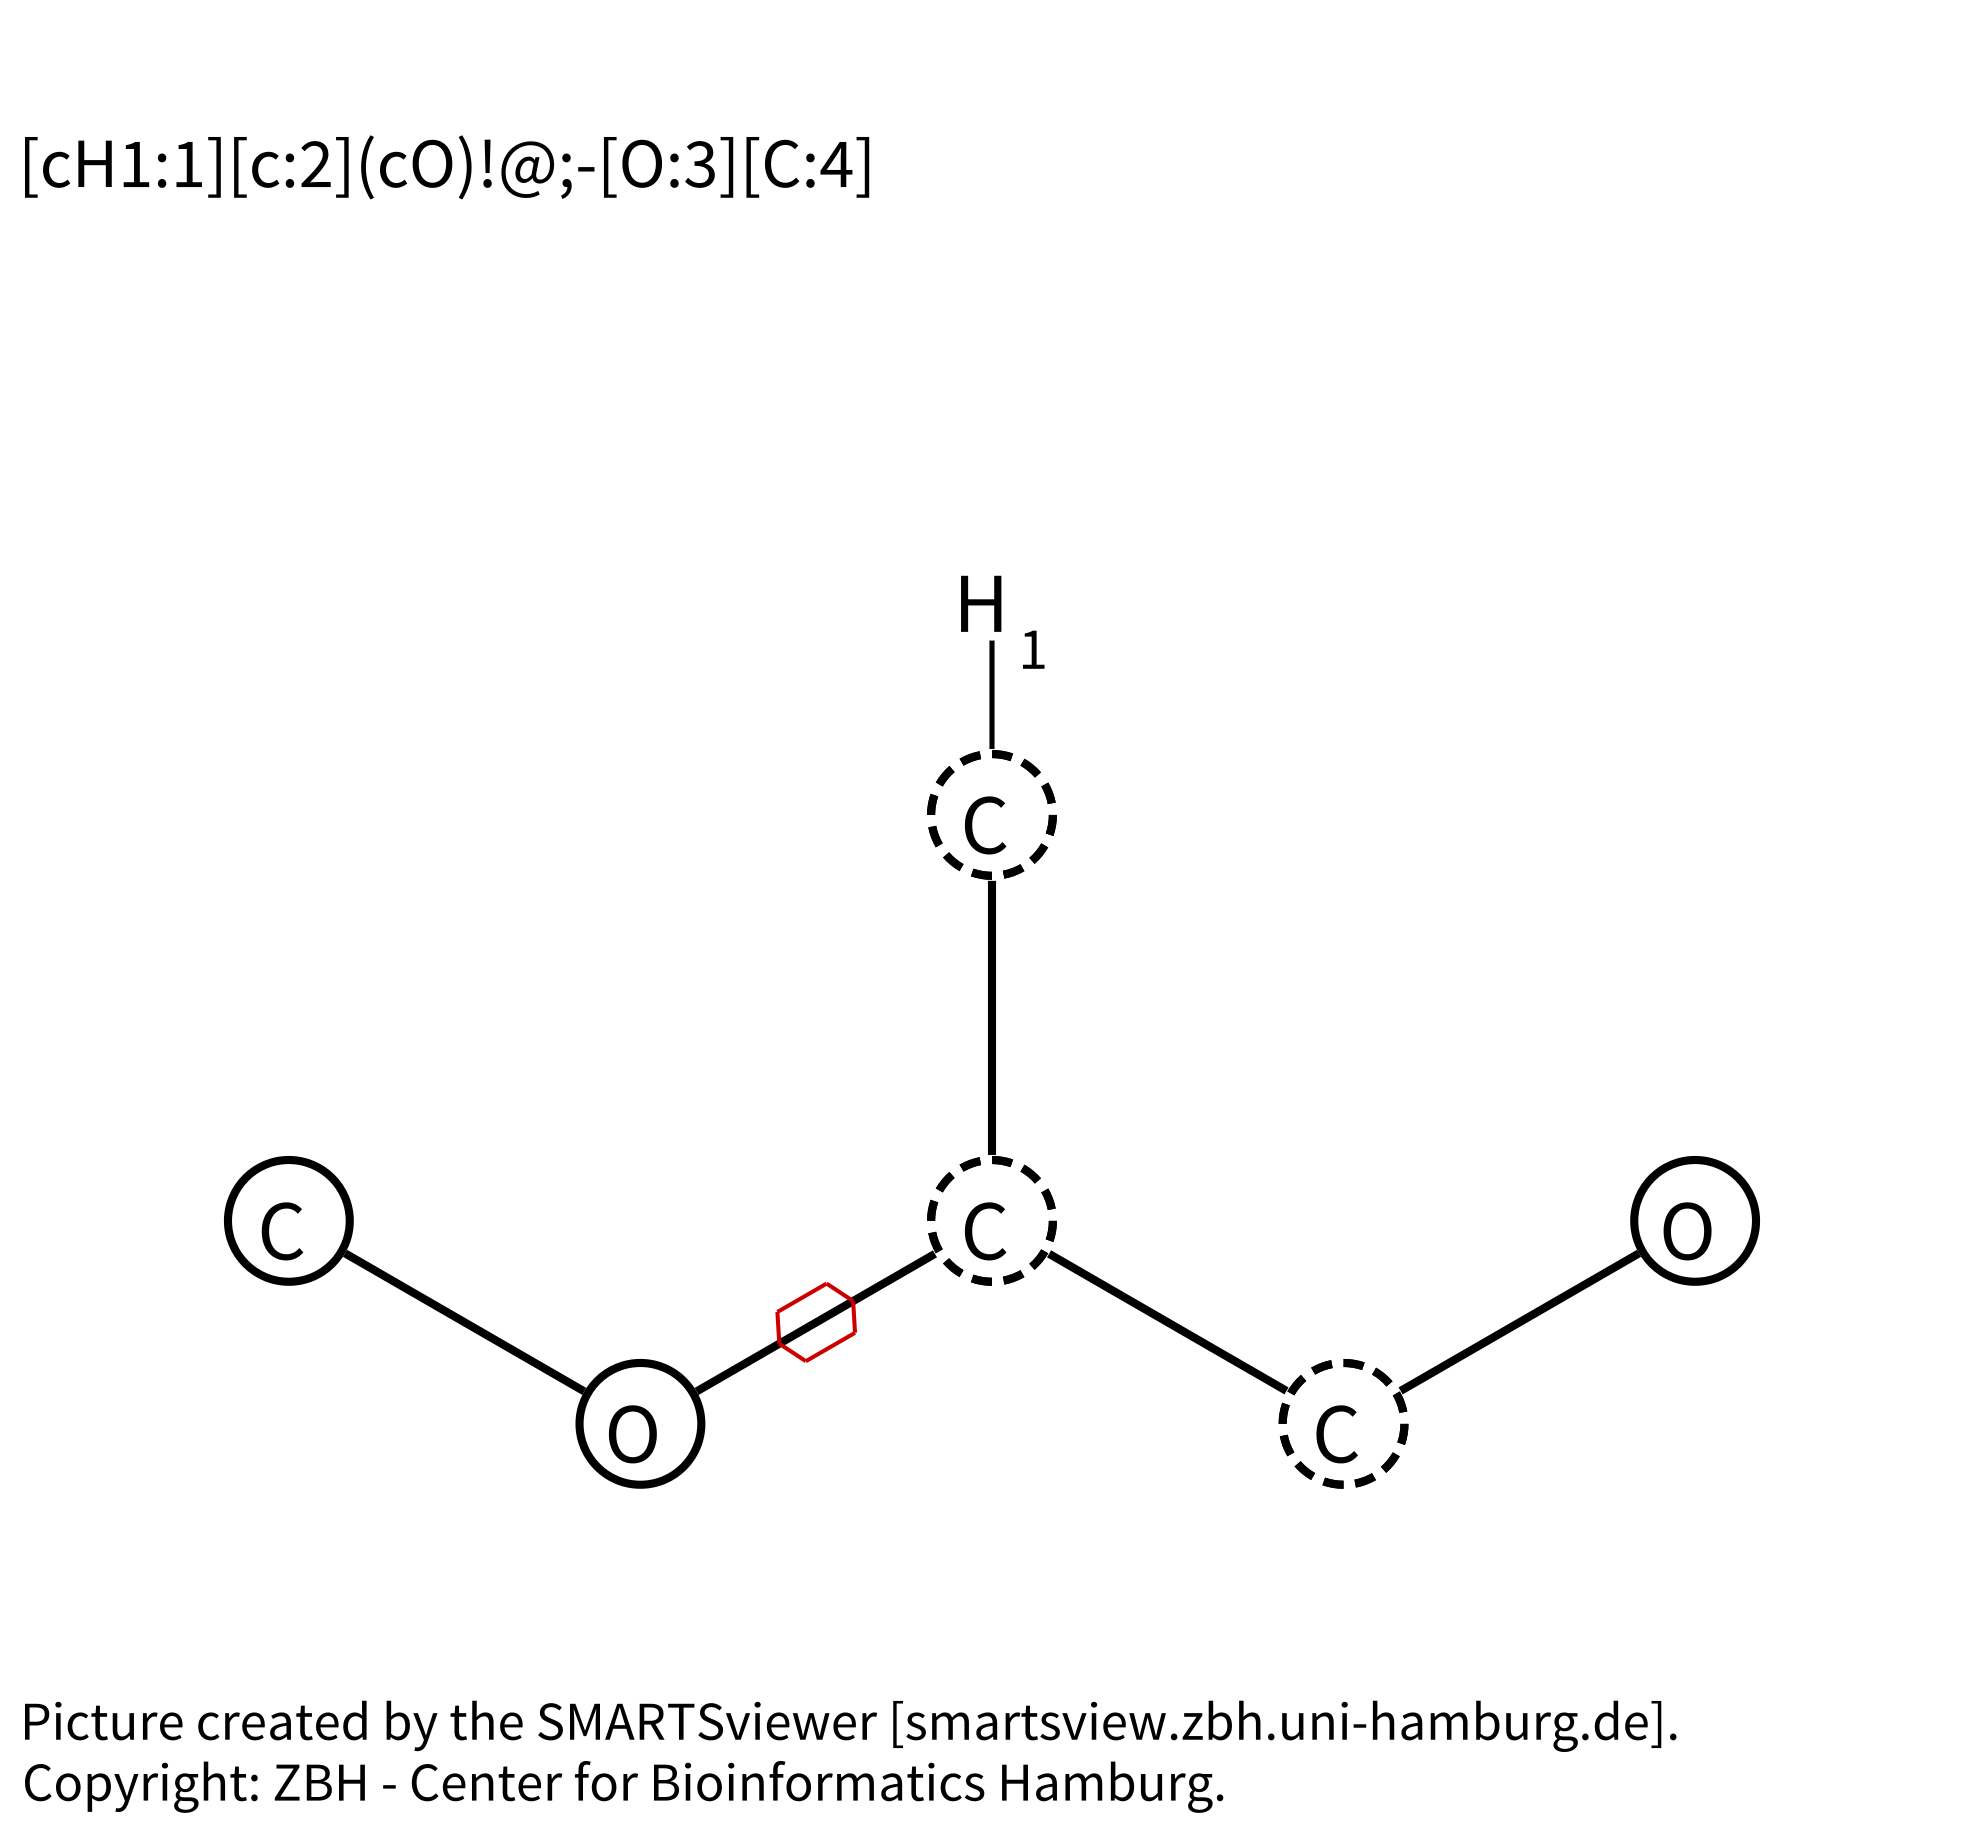 [cH1:1][c:2](cO)!@;-[O:3][C:4]
H
1
C
C
C
O
O
C
Picture created by the SMARTSviewer [smartsview.zbh.uni-hamburg.de].
Copyright: ZBH - Center for Bioinformatics Hamburg.